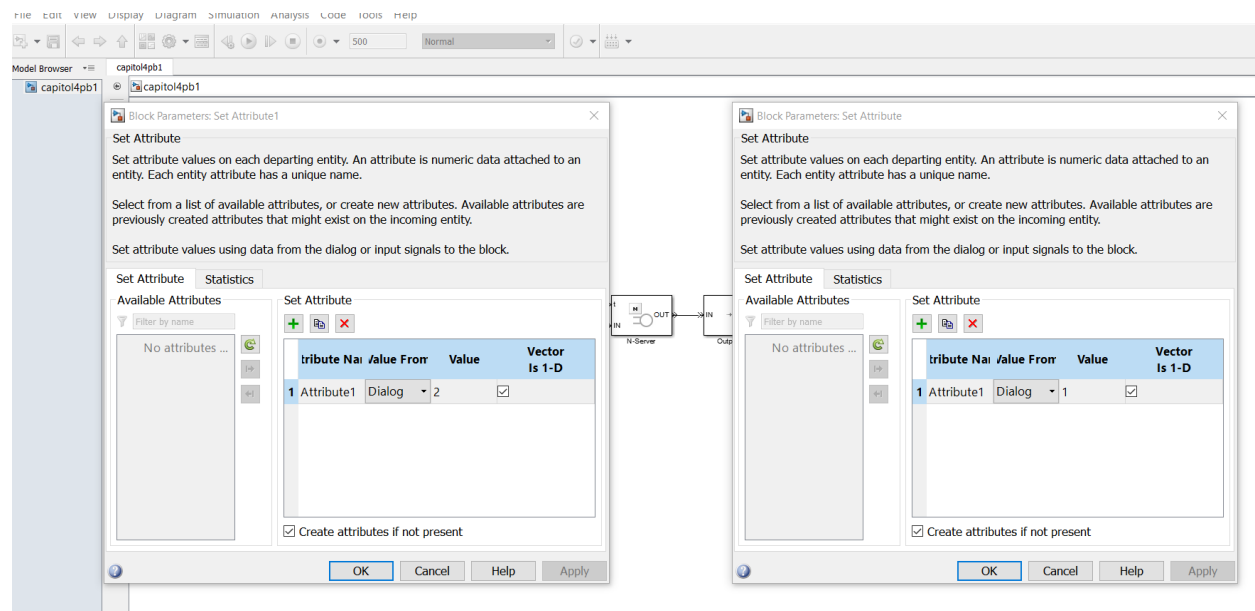 File Edit View Display Diagram Simulation Analysis Code Tools Help
500 Normal
Model Browser
capitol4pb1
capitol4pb1
capitol4pb1
Block Parameters: Set Attribute1
Set Attribute
Set attribute values on each departing entity. An attribute is numeric data attached to an
entity. Each entity attribute has a unique name.
Select from a list of available attributes, or create new attributes. Available attributes are
previously created attributes that might exist on the incoming entity.
Set attribute values using data from the dialog or input signals to the block.
Set Attribute Statistics
Available Attributes
Filter by name
No attributes ...
Set Attribute
tribute Nai Value From Value Vector
Is 1-D
1 Attribute1 Dialog 2
Create attributes if not present
OK Cancel Help Apply
t
IN
M
OUT
N-Server
IN
Outp
Block Parameters: Set Attribute
Set Attribute
Set attribute values on each departing entity. An attribute is numeric data attached to an
entity. Each entity attribute has a unique name.
Select from a list of available attributes, or create new attributes. Available attributes are
previously created attributes that might exist on the incoming entity.
Set attribute values using data from the dialog or input signals to the block.
Set Attribute Statistics
Available Attributes
Filter by name
No attributes ...
Set Attribute
tribute Nai Value From Value Vector
Is 1-D
1 Attribute1 Dialog 1
Create attributes if not present
OK Cancel Help Apply